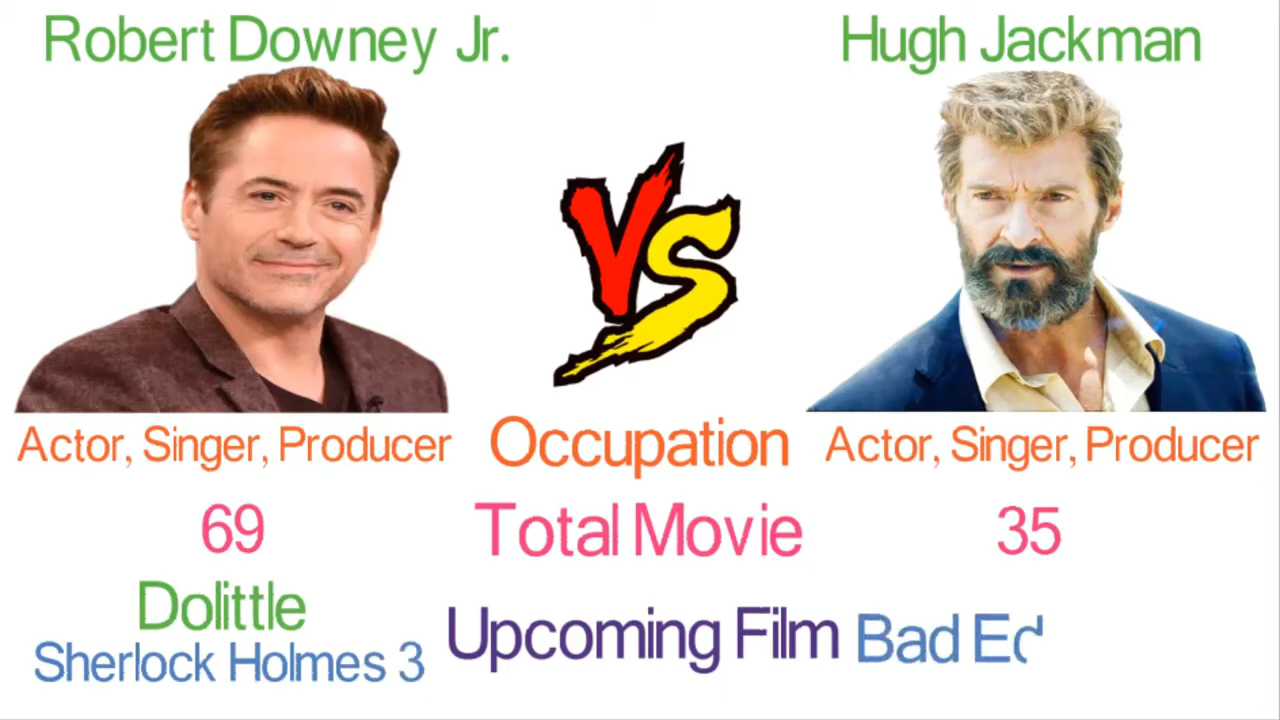 Robert Downey Jr.
Hugh Jackman
VS
Actor, Singer, Producer
Occupation
Actor, Singer, Producer
69
Total Movie
35
Dolittle
Sherlock Holmes 3
Upcoming Film
Bad